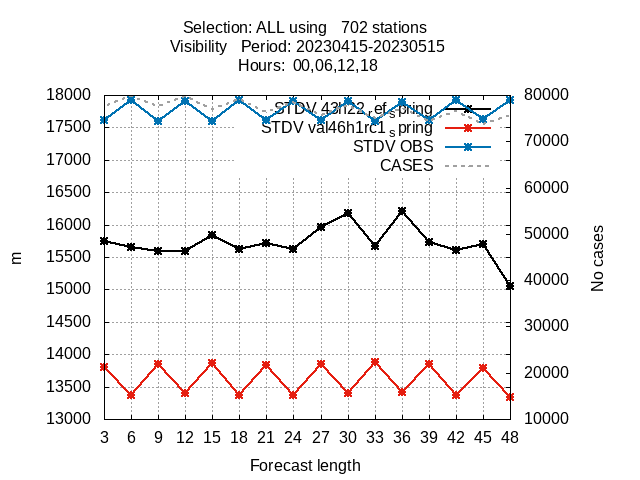 Selection: ALL using   702 stations
Visibility   Period: 20230415-20230515
Hours:  00,06,12,18
18000
17500
17000
16500
16000
15500
15000
14500
14000
13500
13000
m
STDV 43h22_ref_spring
STDV val46h1rc1_spring
STDV OBS
CASES
80000
70000
60000
50000
40000
30000
20000
10000
No cases
3 6 9 12 15 18 21 24 27 30 33 36 39 42 45 48
Forecast length